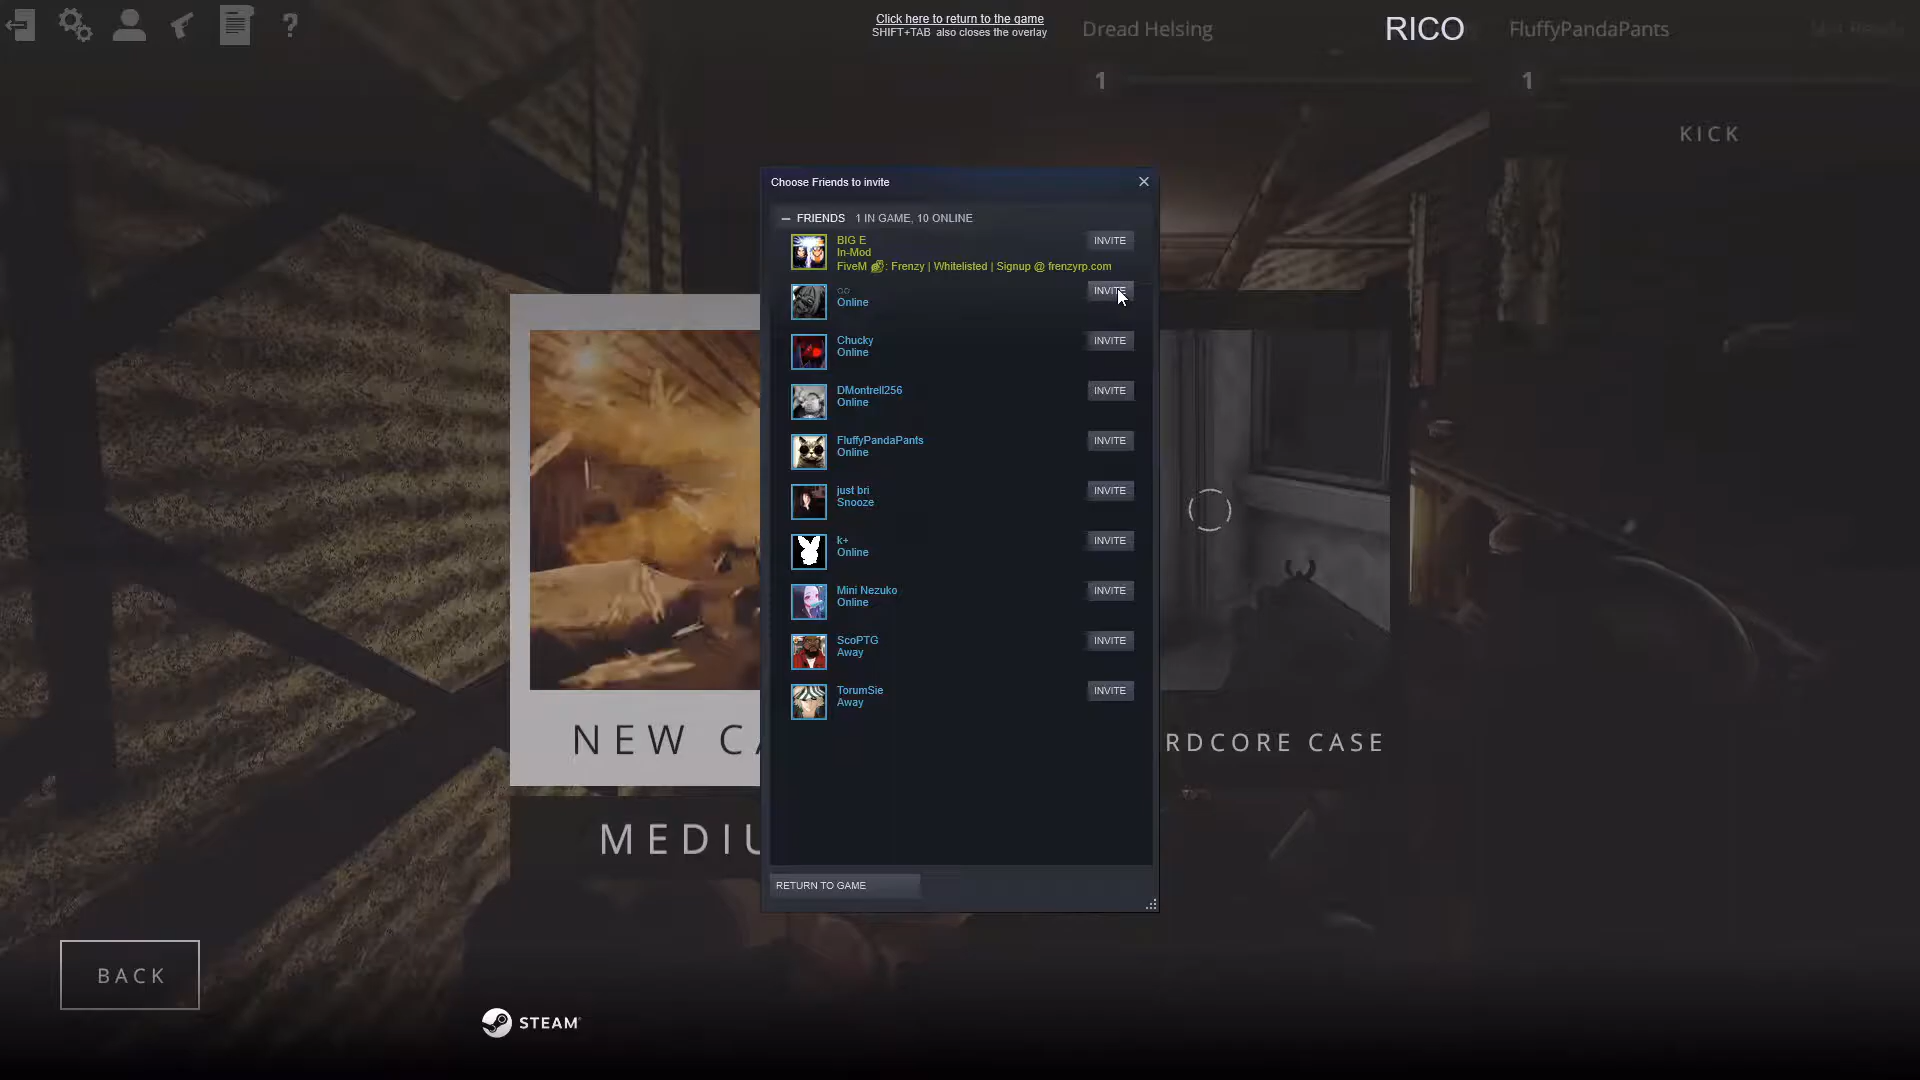 Click here to return to the game
SHIFT+TAB also closes the overlay
Dread Helsing
RICO
FluffyPandaPants
1
1
KICK
Choose Friends to invite
FRIENDS 1 IN GAME, 10 ONLINE
BIG E
INVITE
In-Mod
FiveM : Frenzy | Whitelisted | Signup @ frenzyrp.com
INVITE
Online
Chucky
INVITE
Online
DMontrell256
INVITE
Online
FluffyPandaPants
INVITE
Online
just bri
INVITE
Snooze
k+
INVITE
Online
Mini Nezuko
INVITE
Online
ScoPTG
INVITE
Away
TorumSie
INVITE
Away
NEW CA
RDCORE CASE
MEDIU
RETURN TO GAME
BACK
STEAM